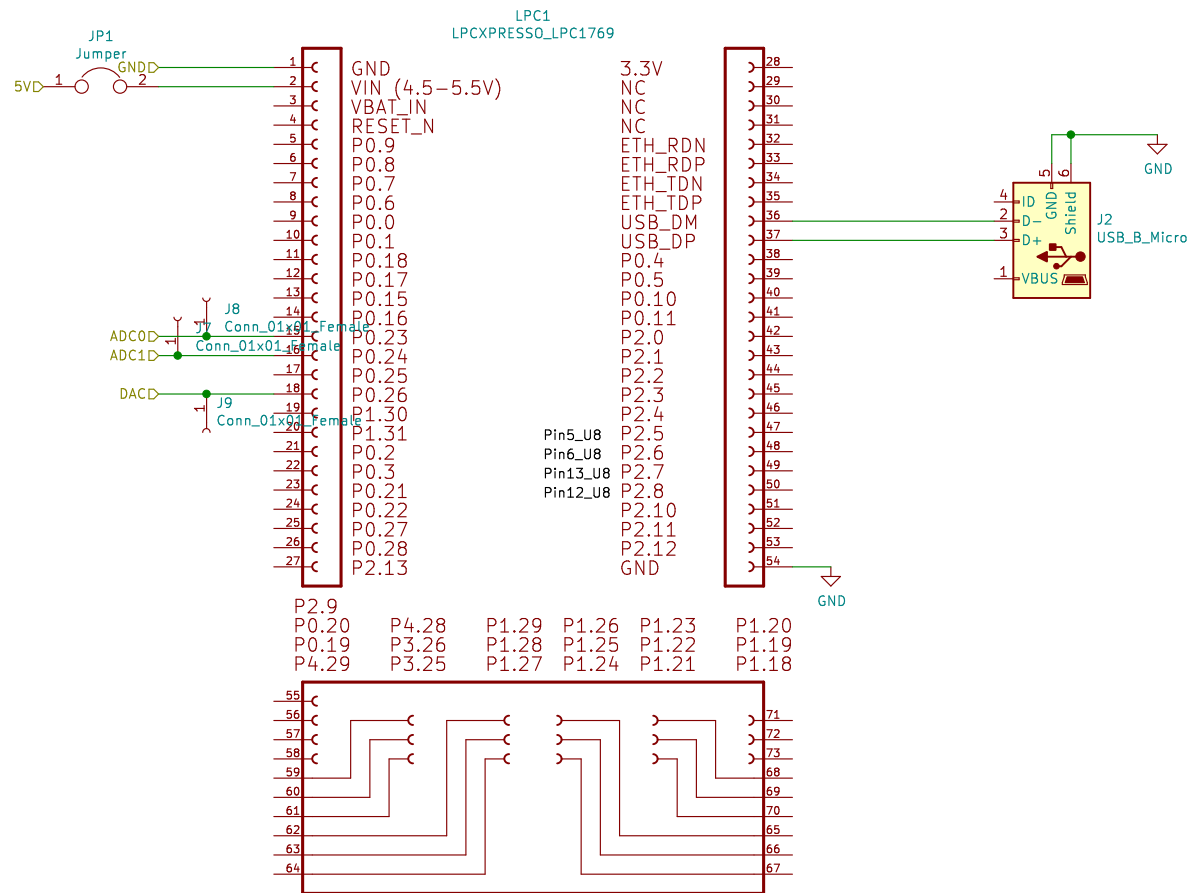 LPC1
LPCXPRESSO_LPC1769
JP1
Jumper
5V 1 2
GND 1 GND
2 VIN (4.5-5.5V)
3 VBAT_IN
4 RESET_N
5 P0.9
6 P0.8
7 P0.7
8 P0.6
9 P0.0
10 P0.1
11 P0.18
12 P0.17
13 P0.15
14 P0.16
ADC0 15 P0.23
ADC1 16 P0.24
17 P0.25
DAC 18 P0.26
19 P1.30
20 P1.31
21 P0.2
22 P0.3
23 P0.21
24 P0.22
25 P0.27
26 P0.28
27 P2.13
1 J8
Conn_01x01_Female
1 J7
Conn_01x01_Female
1 J9
Conn_01x01_Female
3.3V 28
NC 29
NC 30
NC 31
ETH_RDN 32
ETH_RDP 33
ETH_TDN 34
ETH_TDP 35
USB_DM 36
USB_DP 37
P0.4 38
P0.5 39
P0.10 40
P0.11 41
P2.0 42
P2.1 43
P2.2 44
P2.3 45
P2.4 46
Pin5_U8 P2.5 47
Pin6_U8 P2.6 48
Pin13_U8 P2.7 49
Pin12_U8 P2.8 50
P2.10 51
P2.11 52
P2.12 53
GND 54
GND
GND
5 6
GND Shield
4 ID
2 D-
3 D+
1 VBUS
J2
USB_B_Micro
P2.9
P0.20 P4.28 P1.29 P1.26 P1.23 P1.20
P0.19 P3.26 P1.28 P1.25 P1.22 P1.19
P4.29 P3.25 P1.27 P1.24 P1.21 P1.18
55
56 71
57 72
58 73
59 68
60 69
61 70
62 65
63 66
64 67